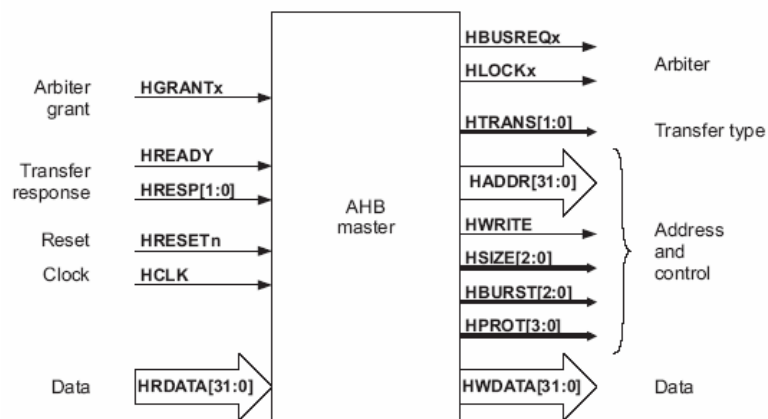 Arbiter
grant
HGRANTx
Transfer
response
HREADY
HRESP[1:0]
Reset
HRESETn
Clock
HCLK
Data
HRDATA[31:0]
AHB
master
HBUSREQx
HLOCKx
Arbiter
HTRANS[1:0]
Transfer type
HADDR[31:0]
HWRITE
HSIZE[2:0]
HBURST[2:0]
HPROT[3:0]
Address
and
control
HWDATA[31:0]
Data